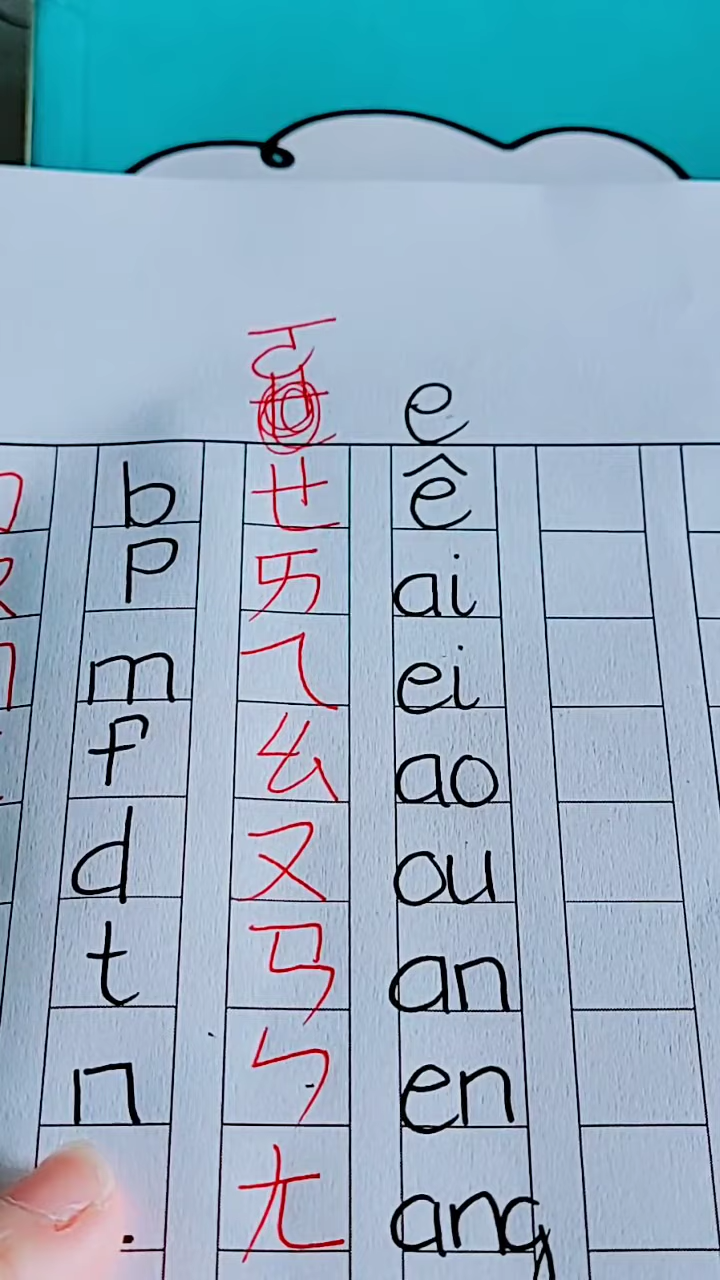 ㄜ e
b ㄝ ê
p ㄞ ai
m ㄟ ei
f ㄠ ao
d ㄡ ou
t ㄢ an
n ㄣ en
ㄤ ang